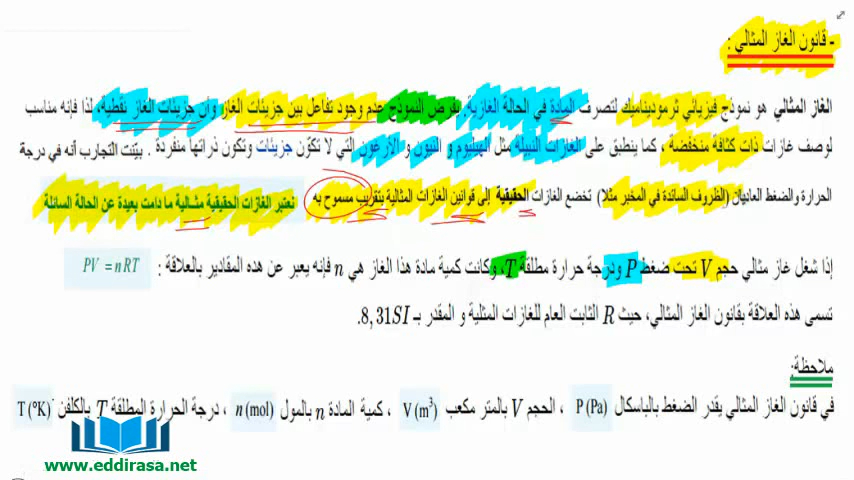 - قانون الغاز المثالي :
الغاز المثالي هو نموذج فيزيائي ثرموديناميك لتصرف المادة في الحالة الغازية. يفرض النموذج عدم وجود تفاعل بين جزيئات الغاز وأن جزيئات الغاز نقطية، لذا فإنه مناسب
لوصف غازات ذات كثافة منخفضة ، كما ينطبق على الغازات النبيلة مثل الهيليوم و النيون و الأرغون التي لا تكوّن جزيئات وتكون ذراتها منفردة . بيّنت التجارب أنه في درجة
الحرارة والضغط العاديان (الظروف السائدة في المخبر مثلا) تخضع الغازات الحقيقية إلى قوانين الغازات المثالية بتقريب مسموح به نعتبر الغازات الحقيقية مثالية ما دامت بعيدة عن الحالة السائلة
إذا شغل غاز مثالي حجم V تحت ضغط P ودرجة حرارة مطلقة T، وكانت كمية مادة هذا الغاز هي n فإنه يعبر عن هذه المقادير بالعلاقة : PV = nRT
تسمى هذه العلاقة بقانون الغاز المثالي، حيث R الثابت العام للغازات المثلية و المقدر بـ 8,31SI.
ملاحظة:
في قانون الغاز المثالي يقدر الضغط بالباسكال P (Pa) ، الحجم V بالمتر مكعب V (m³) ، كمية المادة n بالمول n (mol) ، درجة الحرارة المطلقة T بالكلفن T (°K)
www.eddirasa.net